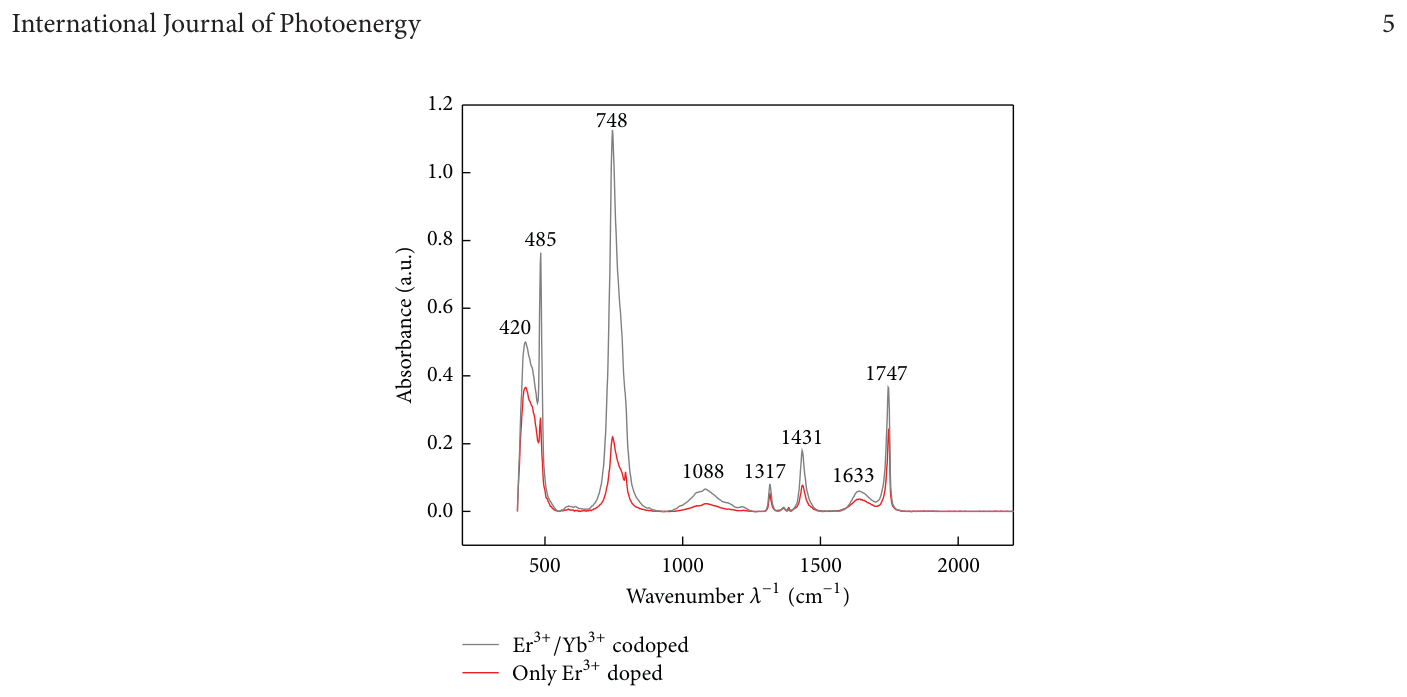 International Journal of Photoenergy 5
1.2
1.0
0.8
0.6
0.4
0.2
0.0
Absorbance (a.u.)
420
485
748
1088
1317
1431
1633
1747
500 1000 1500 2000
Wavenumber λ⁻¹ (cm⁻¹)
Er³⁺/Yb³⁺ codoped
Only Er³⁺ doped